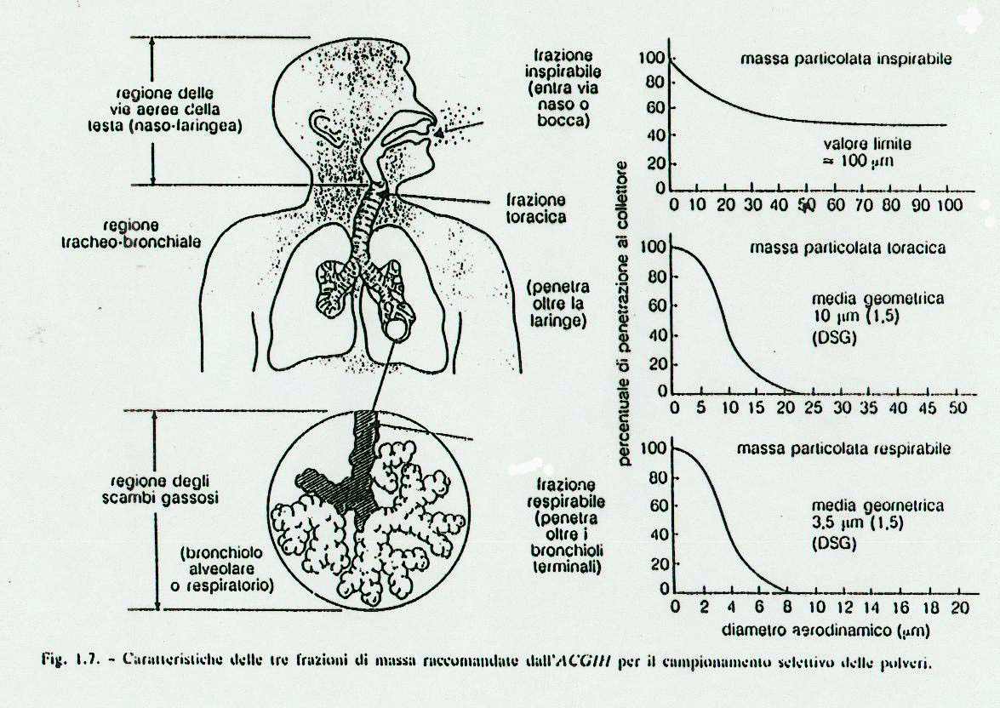 regione delle
vie aeree della
testa (naso-laringea)
regione
tracheo-bronchiale
frazione
inspirabile
(entra via
naso o
bocca)
frazione
toracica
(penetra
oltre la
laringe)
regione degli
scambi gassosi
(bronchiolo
alveolare
o respiratorio)
frazione
respirabile
(penetra
oltre i
bronchioli
terminali)
percentuale di penetrazione al collettore
massa particolata inspirabile
100
80
60
40
20
0
valore limite
≈ 100 µm
0 10 20 30 40 50 60 70 80 90 100
massa particolata toracica
100
80
60
40
20
0
media geometrica
10 µm (1,5)
(DSG)
0 5 10 15 20 25 30 35 40 45 50
massa particolata respirabile
100
80
60
40
20
0
media geometrica
3,5 µm (1,5)
(DSG)
0 2 4 6 8 10 12 14 16 18 20
diametro aerodinamico (µm)
Fig. 1.7. - Caratteristiche delle tre frazioni di massa raccomandate dall'ACGIH per il campionamento selettivo delle polveri.